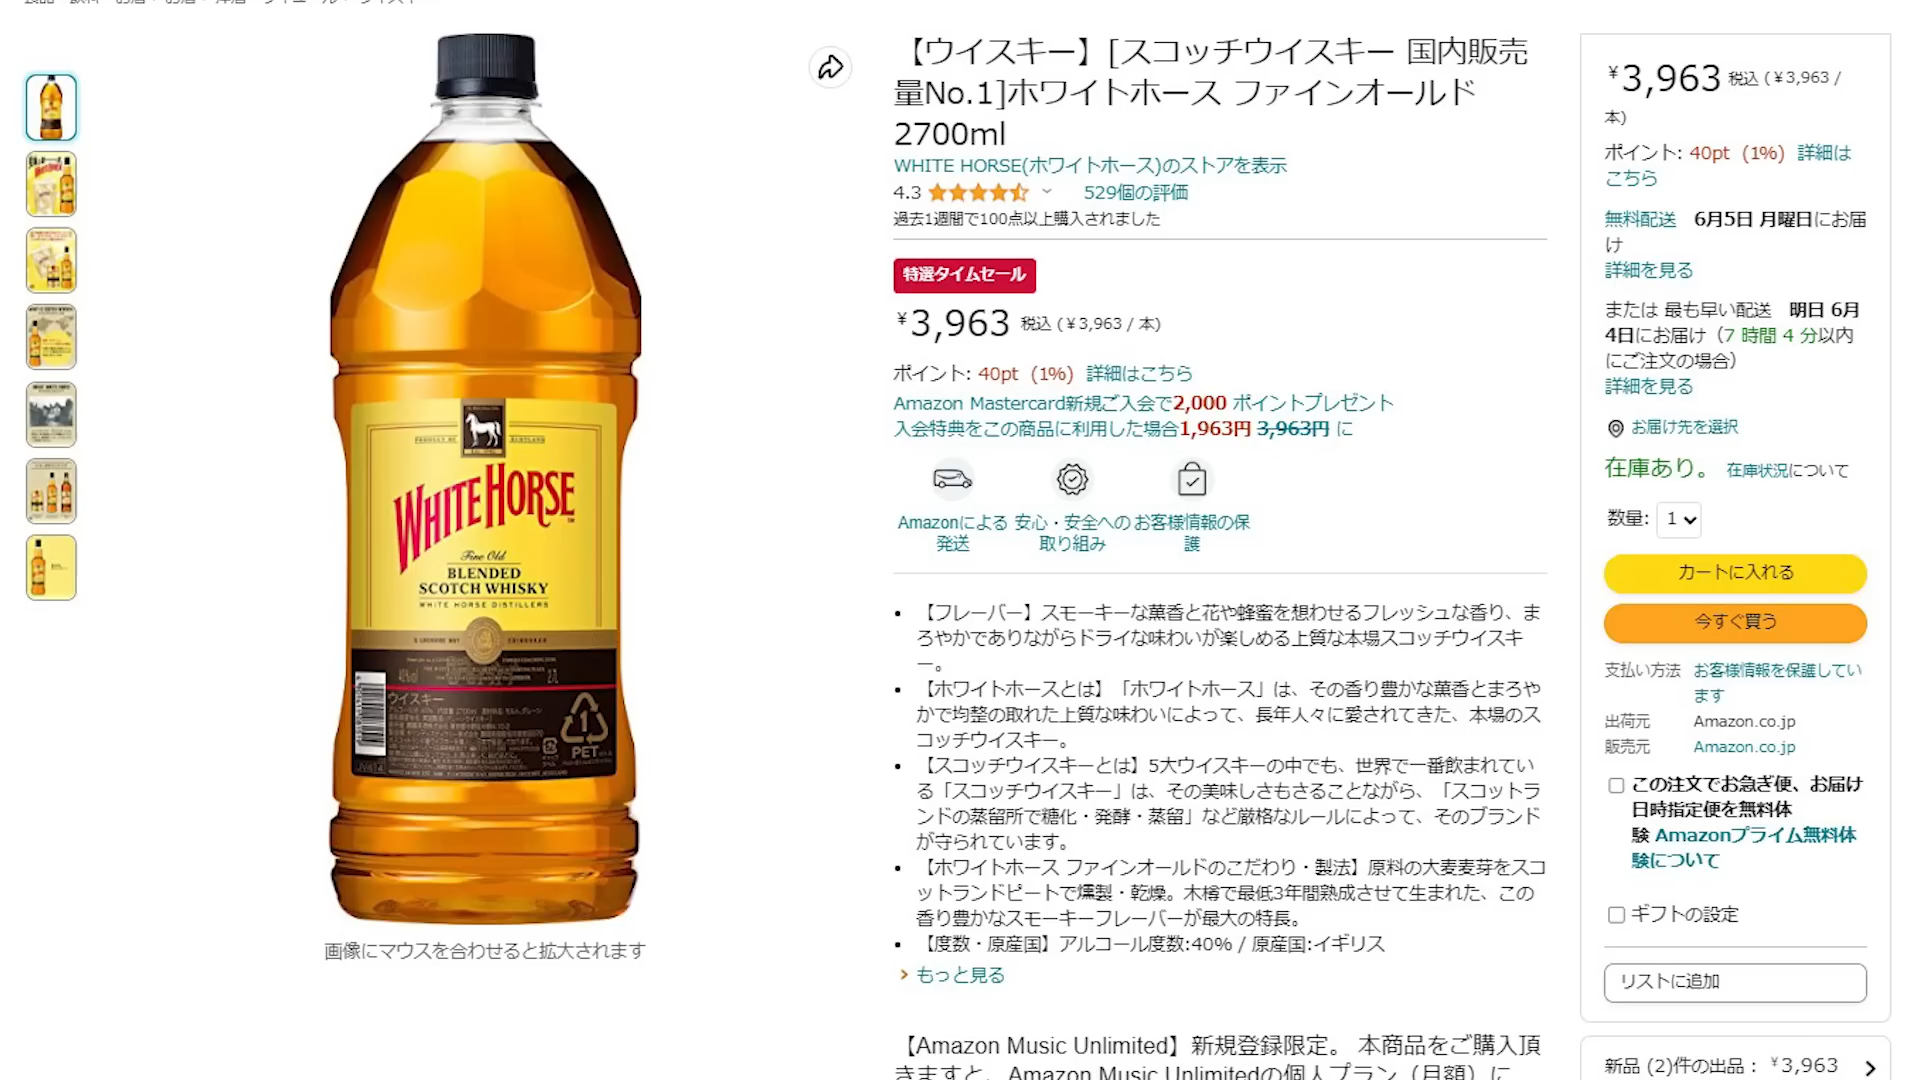 【ウイスキー】[スコッチウイスキー 国内販売
量No.1]ホワイトホース ファインオールド
2700ml
WHITE HORSE(ホワイトホース)のストアを表示
4.3
529個の評価
過去1週間で100点以上購入されました
特選タイムセール
¥3,963 税込 (¥3,963 / 本)
ポイント: 40pt (1%) 詳細はこちら
Amazon Mastercard新規ご入会で2,000 ポイントプレゼント
入会特典をこの商品に利用した場合1,963円 3,963円 に
Amazonによる
発送
安心・安全への
取り組み
お客様情報の保
護
• 【フレーバー】スモーキーな薫香と花や蜂蜜を想わせるフレッシュな香り、ま
ろやかでありながらドライな味わいが楽しめる上質な本場スコッチウイスキ
ー。
• 【ホワイトホースとは】「ホワイトホース」は、その香り豊かな薫香とまろや
かで均整の取れた上質な味わいによって、長年人々に愛されてきた、本場のス
コッチウイスキー。
• 【スコッチウイスキーとは】5大ウイスキーの中でも、世界で一番飲まれてい
る「スコッチウイスキー」は、その美味しさもさることながら、「スコットラ
ンドの蒸留所で糖化・発酵・蒸留」など厳格なルールによって、そのブランド
が守られています。
• 【ホワイトホース ファインオールドのこだわり・製法】原料の大麦麦芽をスコ
ットランドピートで燻製・乾燥。木樽で最低3年間熟成させて生まれた、この
香り豊かなスモーキーフレーバーが最大の特長。
• 【度数・原産国】アルコール度数:40% / 原産国:イギリス
もっと見る
【Amazon Music Unlimited】新規登録限定。 本商品をご購入頂
きますと、Amazon Music Unlimitedの個人プラン（月額）に
WHITE HORSE
Fine Old
BLENDED
SCOTCH WHISKY
WHITE HORSE DISTILLERS
ウイスキー
1
PET
画像にマウスを合わせると拡大されます
¥3,963 税込 (¥3,963 /
本)
ポイント: 40pt (1%) 詳細は
こちら
無料配送 6月5日 月曜日にお届
け
詳細を見る
または 最も早い配送 明日 6月
4日にお届け（7 時間 4 分以内
にご注文の場合）
詳細を見る
お届け先を選択
在庫あり。 在庫状況について
数量: 1
カートに入れる
今すぐ買う
支払い方法 お客様情報を保護してい
ます
出荷元 Amazon.co.jp
販売元 Amazon.co.jp
この注文でお急ぎ便、お届け
日時指定便を無料体
験 Amazonプライム無料体
験について
ギフトの設定
リストに追加
新品 (2)件の出品： ¥3,963